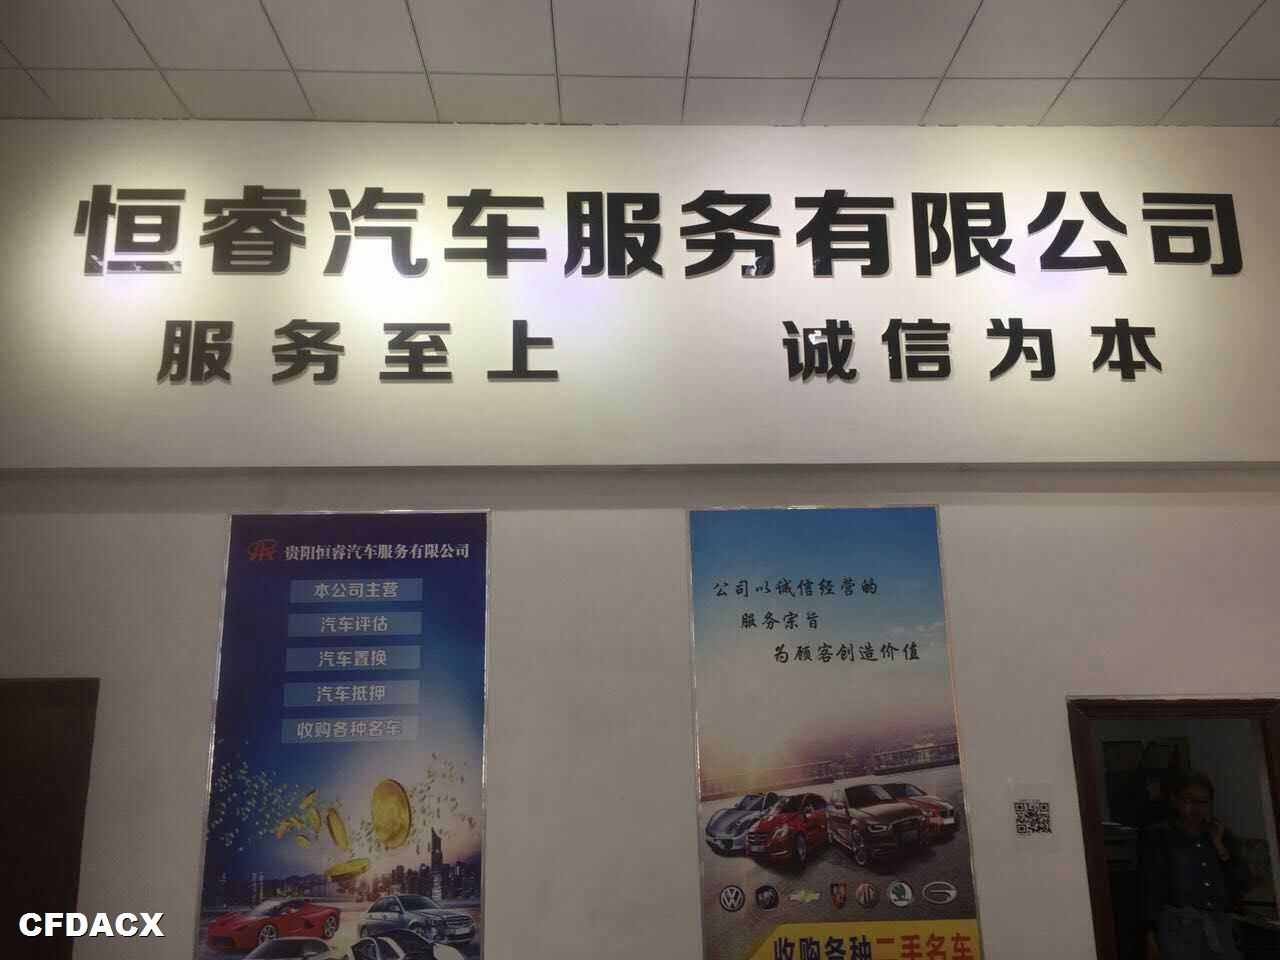 恒睿汽车服务有限公司
服务至上 诚信为本
贵阳恒睿汽车服务有限公司
本公司主营
汽车评估
汽车置换
汽车抵押
收购各种名车
公司以诚信经营的
服务宗旨
为顾客创造价值
收购各种二手名车
CFDACX